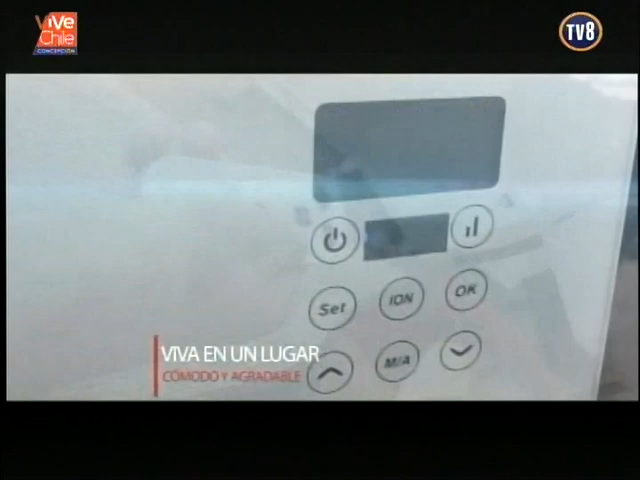 ViVe
Chile
CONCEPCIÓN
TV8
Set
ION
OK
M/A
VIVA EN UN LUGAR
CÓMODO Y AGRADABLE